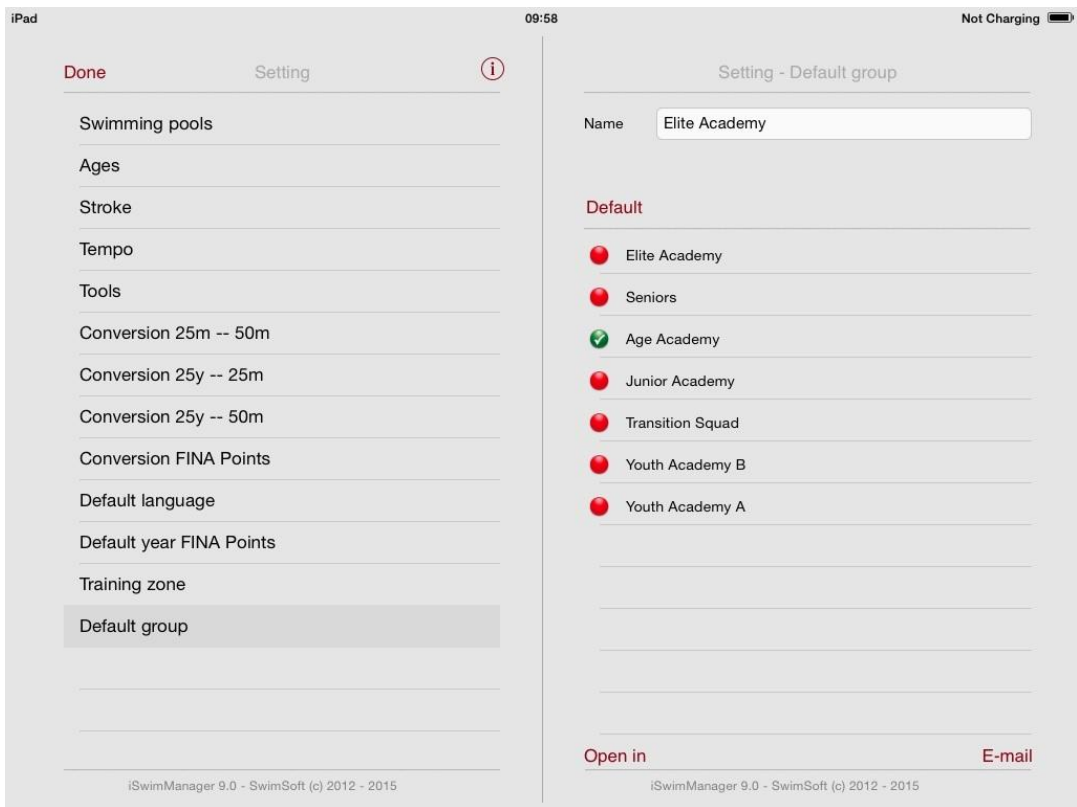 iPad 09:58 Not Charging
Done Setting i
Swimming pools
Ages
Stroke
Tempo
Tools
Conversion 25m -- 50m
Conversion 25y -- 25m
Conversion 25y -- 50m
Conversion FINA Points
Default language
Default year FINA Points
Training zone
Default group
iSwimManager 9.0 - SwimSoft (c) 2012 - 2015
Setting - Default group
Name Elite Academy
Default
Elite Academy
Seniors
Age Academy
Junior Academy
Transition Squad
Youth Academy B
Youth Academy A
Open in E-mail
iSwimManager 9.0 - SwimSoft (c) 2012 - 2015